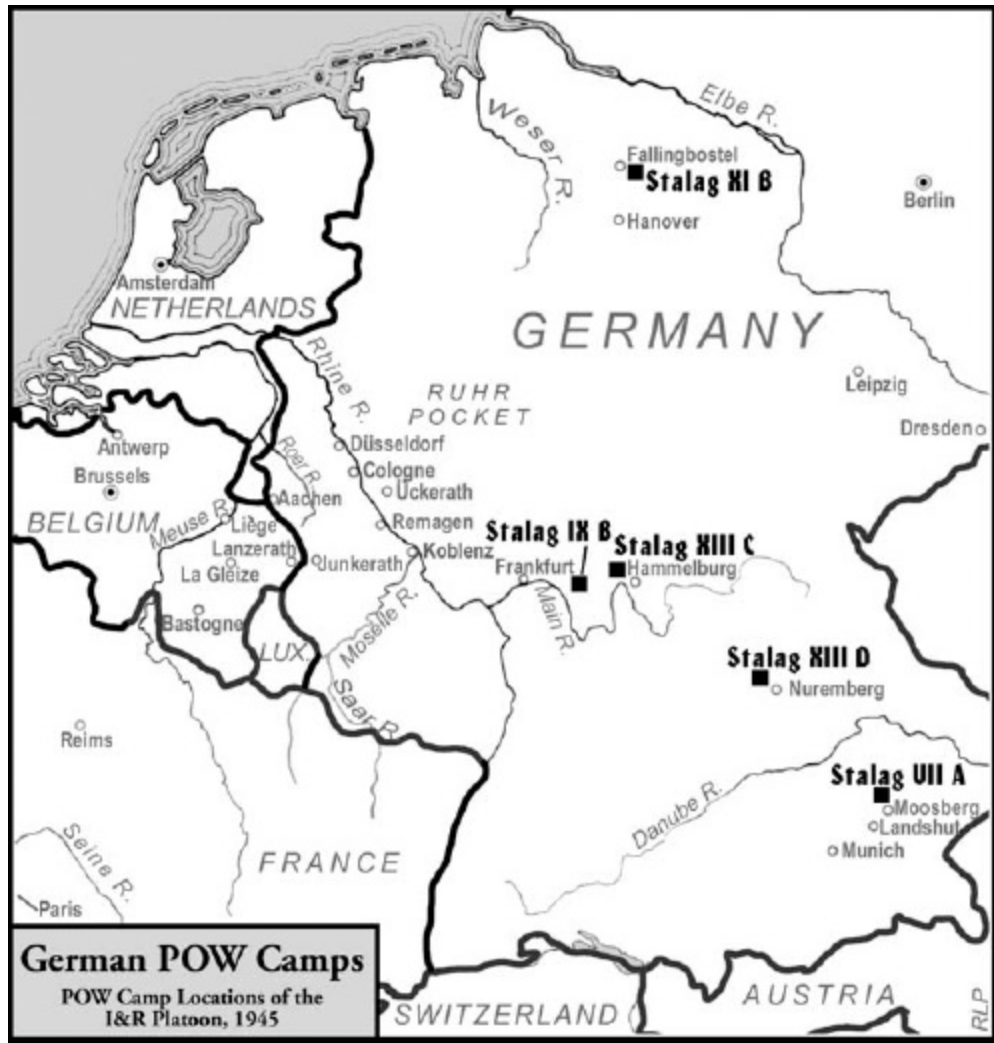 Elbe R.
Weser R.
Fallingbostel
Stalag XI B
Berlin
Hanover
Amsterdam
NETHERLANDS
GERMANY
Rhine R.
RUHR
POCKET
Leipzig
Dresden
Antwerp
Düsseldorf
Roer R.
Cologne
Brussels
Uckerath
Aachen
BELGIUM
Meuse R.
Liège
Remagen
Stalag IX B
Stalag XIII C
Lanzerath
Koblenz
Junkerath
Frankfurt
Hammelburg
La Gleize
Main R.
Bastogne
Moselle R.
LUX.
Stalag XIII D
Saar R.
Nuremberg
Reims
Stalag VII A
Danube R.
Moosberg
Landshut
Seine R.
Munich
FRANCE
Paris
German POW Camps
POW Camp Locations of the
I&R Platoon, 1945
SWITZERLAND
AUSTRIA
RLP